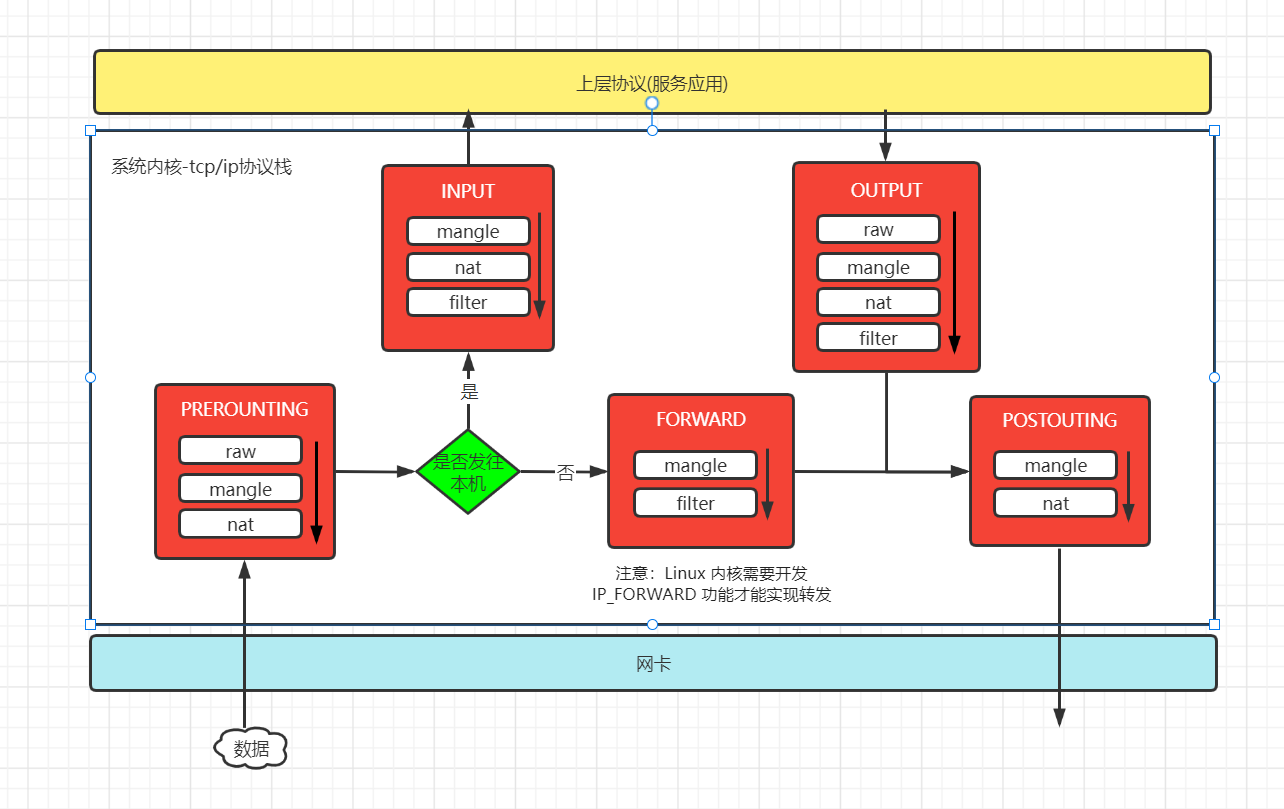 上层协议(服务应用)
系统内核-tcp/ip协议栈
INPUT
mangle
nat
filter
OUTPUT
raw
mangle
nat
filter
是
PREROUNTING
raw
mangle
nat
是否发往
本机
否
FORWARD
mangle
filter
POSTOUTING
mangle
nat
注意：Linux 内核需要开发
IP_FORWARD 功能才能实现转发
网卡
数据